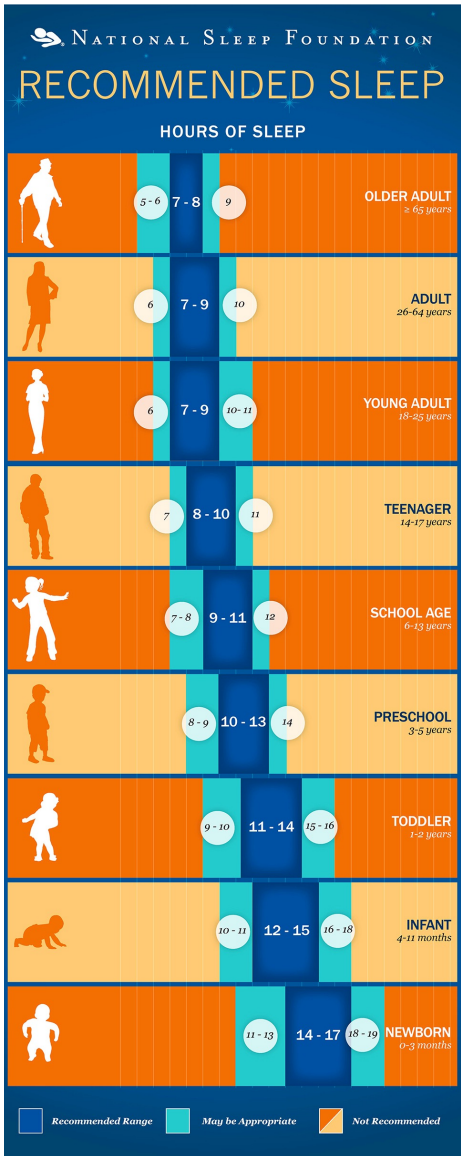 NATIONAL SLEEP FOUNDATION
RECOMMENDED SLEEP
HOURS OF SLEEP
5 - 6 7 - 8 9 OLDER ADULT
≥ 65 years
6 7 - 9 10 ADULT
26-64 years
6 7 - 9 10- 11 YOUNG ADULT
18-25 years
7 8 - 10 11 TEENAGER
14-17 years
7 - 8 9 - 11 12 SCHOOL AGE
6-13 years
8 - 9 10 - 13 14 PRESCHOOL
3-5 years
9 - 10 11 - 14 15 - 16 TODDLER
1-2 years
10 - 11 12 - 15 16 - 18 INFANT
4-11 months
11 - 13 14 - 17 18 - 19 NEWBORN
0-3 months
Recommended Range May be Appropriate Not Recommended